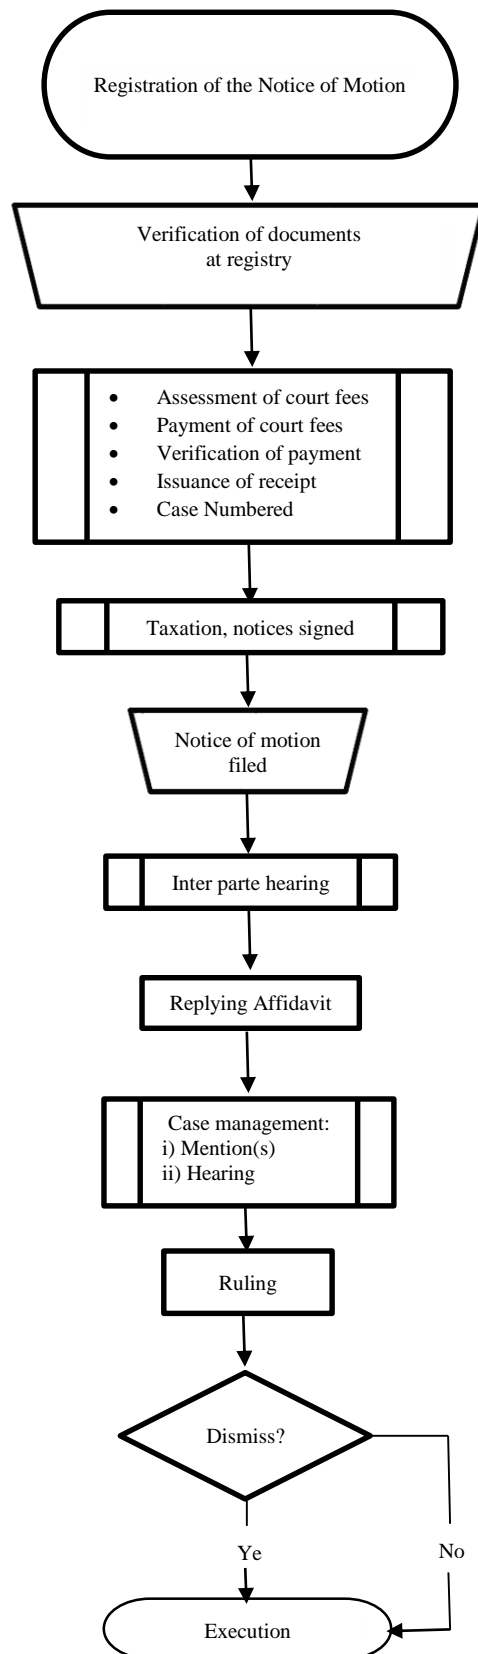 Registration of the Notice of Motion
Verification of documents
at registry
• Assessment of court fees
• Payment of court fees
• Verification of payment
• Issuance of receipt
• Case Numbered
Taxation, notices signed
Notice of motion
filed
Inter parte hearing
Replying Affidavit
Case management:
i) Mention(s)
ii) Hearing
Ruling
Dismiss?
Ye
No
Execution